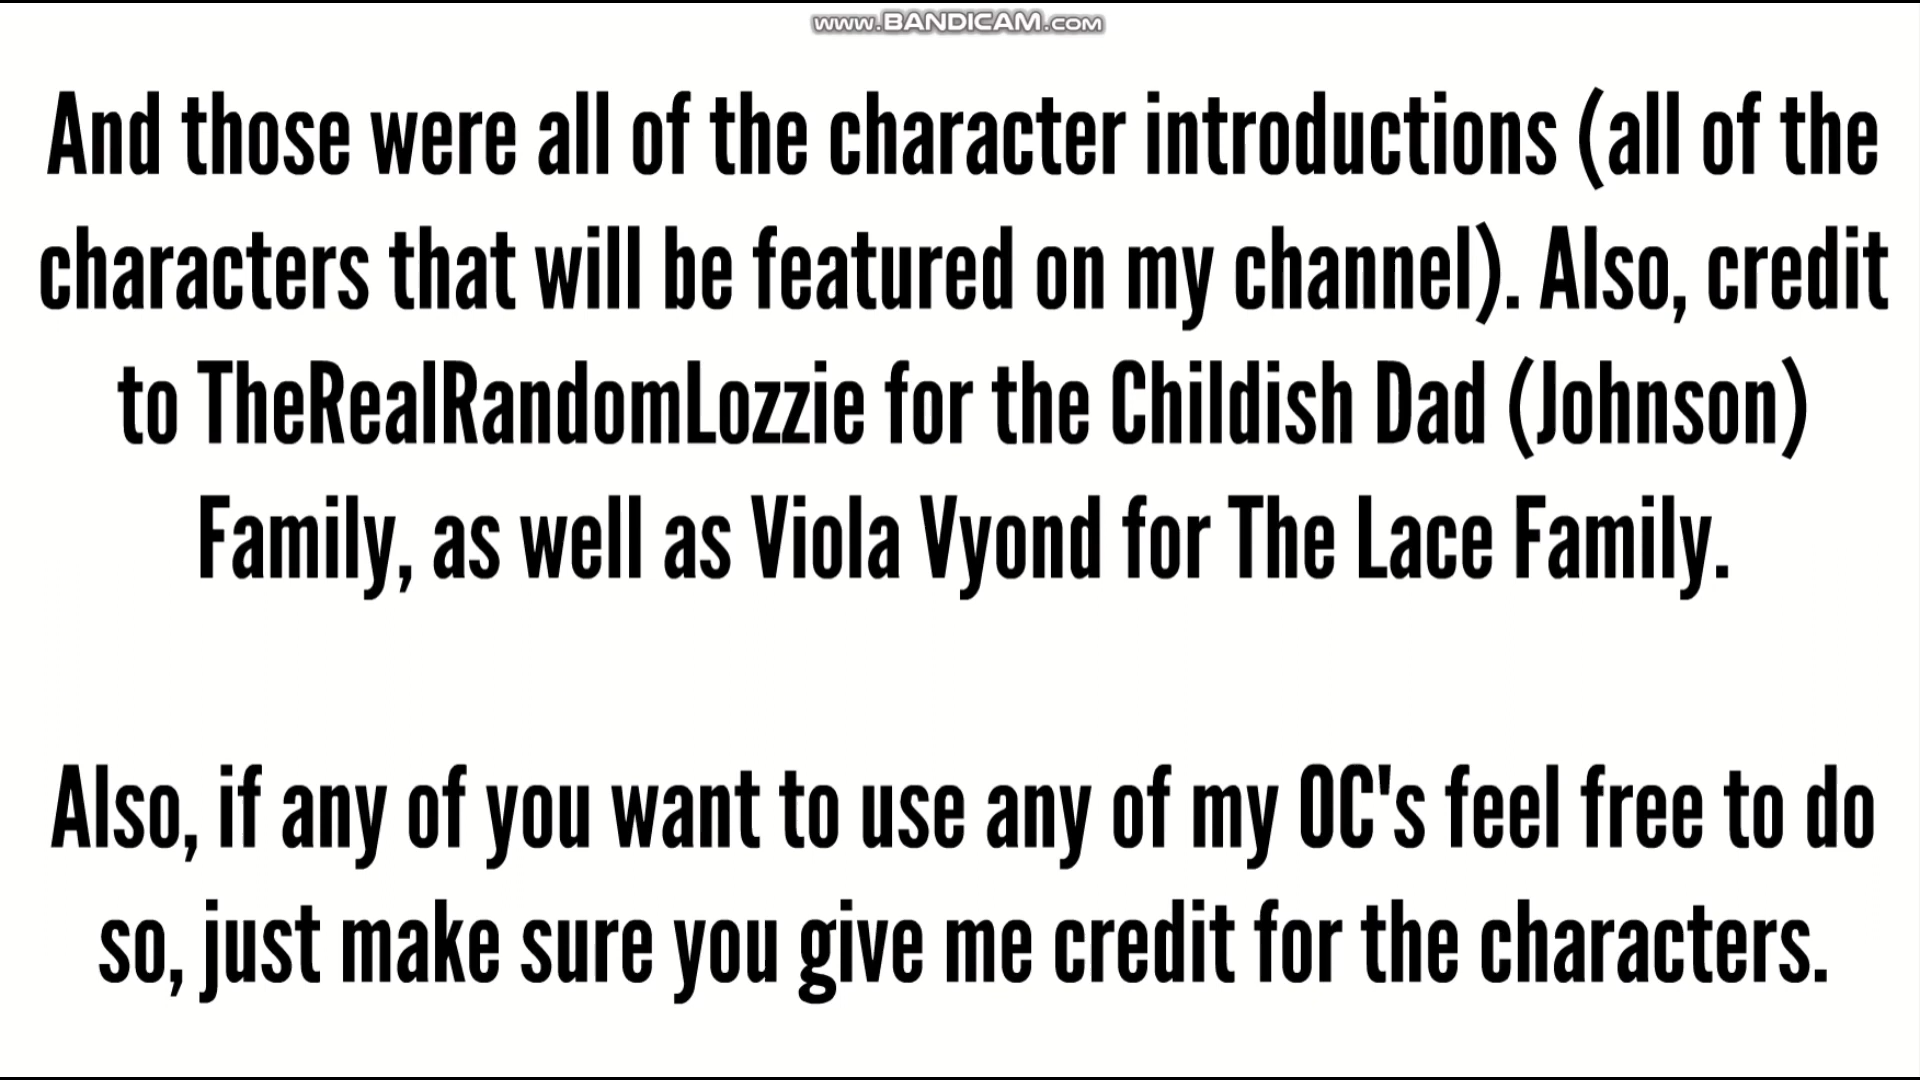 www.BANDICAM.com
And those were all of the character introductions (all of the
characters that will be featured on my channel). Also, credit
to TheRealRandomLozzie for the Childish Dad (Johnson)
Family, as well as Viola Vyond for The Lace Family.
Also, if any of you want to use any of my OC's feel free to do
so, just make sure you give me credit for the characters.